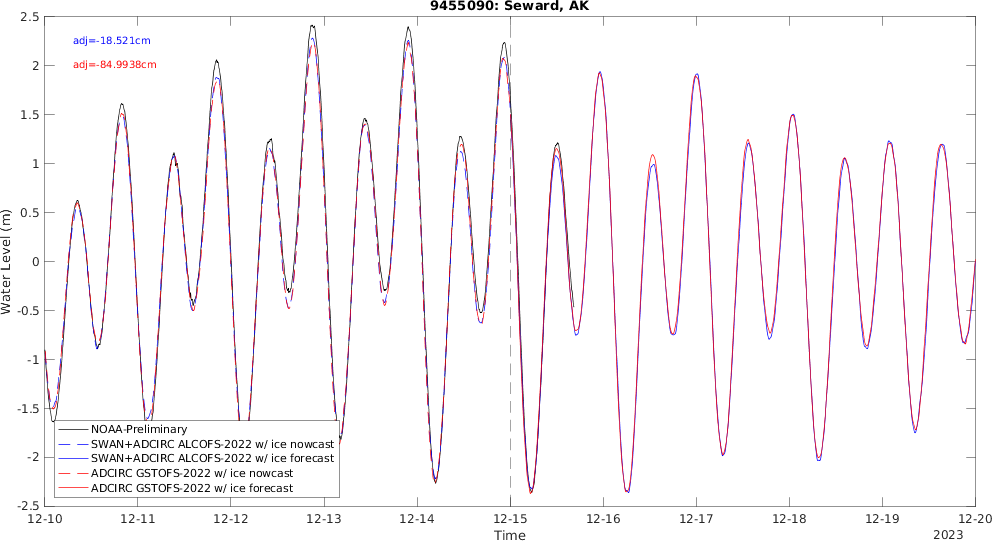 9455090: Seward, AK
adj=-18.521cm
adj=-84.9938cm
Water Level (m)
2.5
2
1.5
1
0.5
0
-0.5
-1
-1.5
-2
-2.5
NOAA-Preliminary
SWAN+ADCIRC ALCOFS-2022 w/ ice nowcast
SWAN+ADCIRC ALCOFS-2022 w/ ice forecast
ADCIRC GSTOFS-2022 w/ ice nowcast
ADCIRC GSTOFS-2022 w/ ice forecast
12-10 12-11 12-12 12-13 12-14 12-15 12-16 12-17 12-18 12-19 12-20
Time
2023